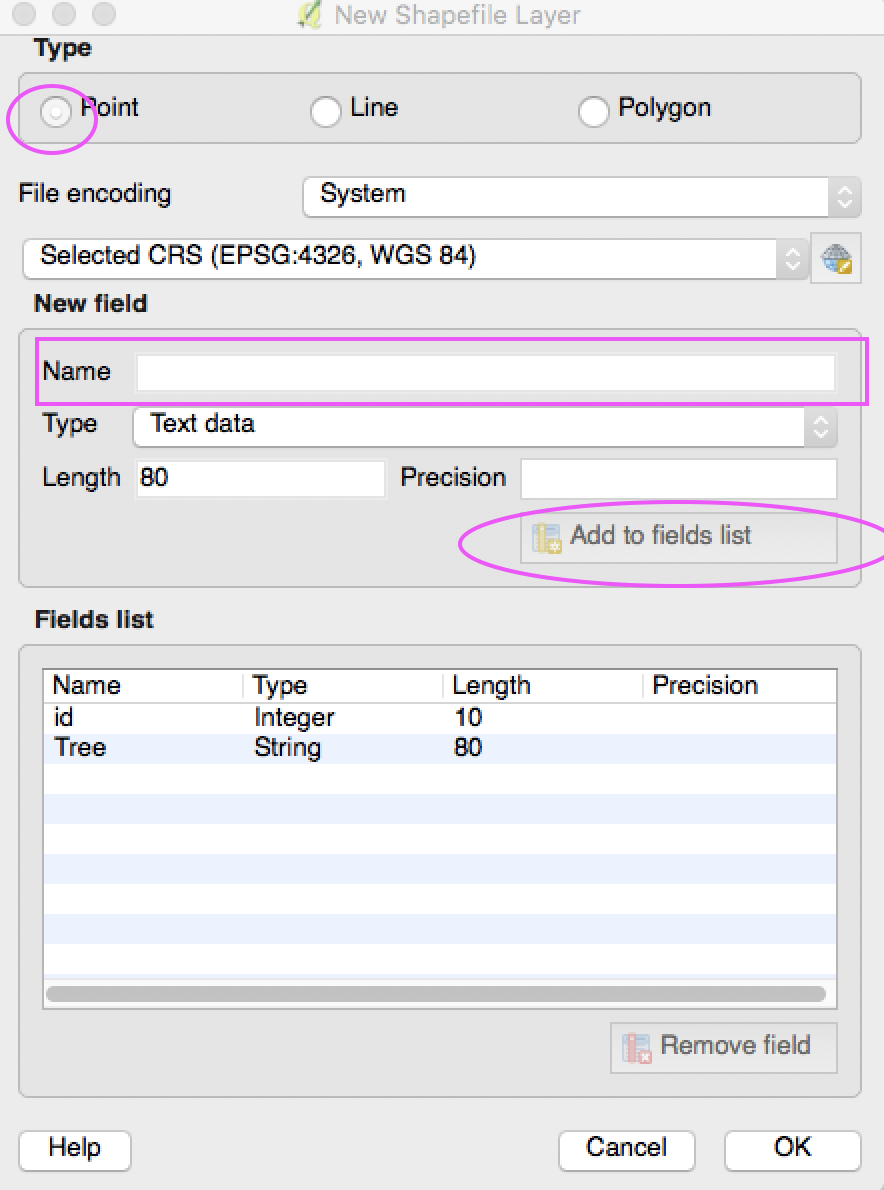 New Shapefile Layer
Type
Point Line Polygon
File encoding System
Selected CRS (EPSG:4326, WGS 84)
New field
Name
Type Text data
Length 80 Precision
Add to fields list
Fields list
Name Type Length Precision
id Integer 10
Tree String 80
Remove field
Help Cancel OK